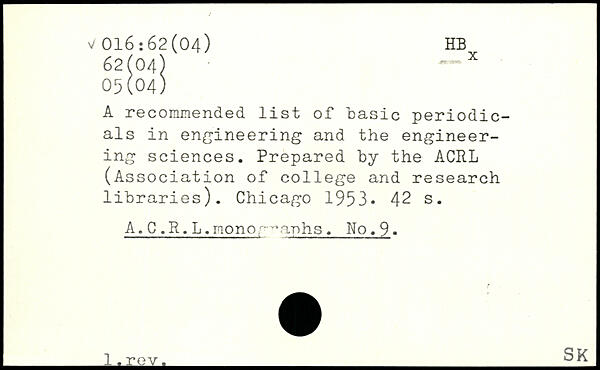 √ 016:62(04) HB x
62(04)
05(04)
A recommended list of basic periodic-
als in engineering and the engineer-
ing sciences. Prepared by the ACRL
(Association of college and research
libraries). Chicago 1953. 42 s.
A.C.R.L.monographs. No.9.
1.rev.
SK